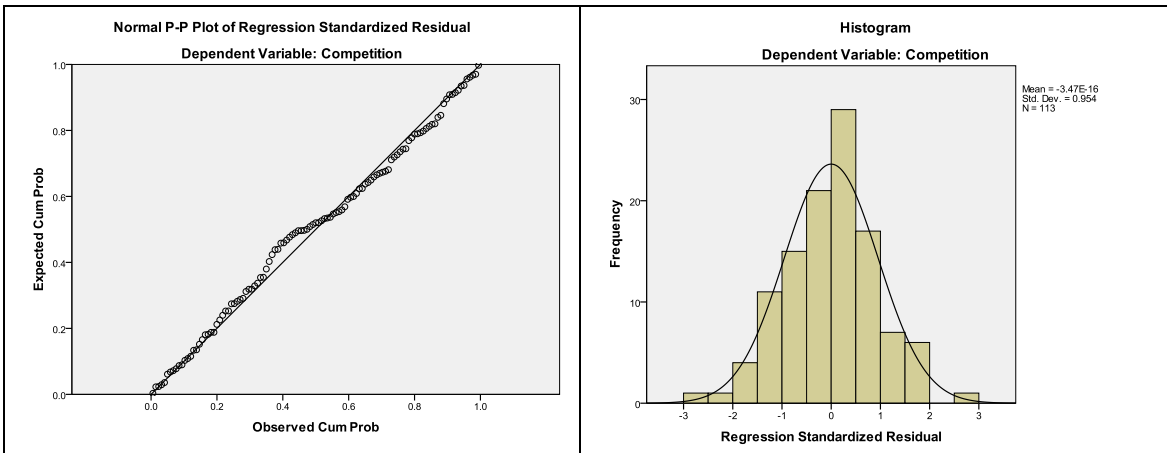 Normal P-P Plot of Regression Standardized Residual
Dependent Variable: Competition
1.0
0.8
0.6
0.4
0.2
0.0
Expected Cum Prob
0.0 0.2 0.4 0.6 0.8 1.0
Observed Cum Prob
Histogram
Dependent Variable: Competition
Mean = -3.47E-16
Std. Dev. = 0.954
N = 113
30
20
10
0
Frequency
-3 -2 -1 0 1 2 3
Regression Standardized Residual